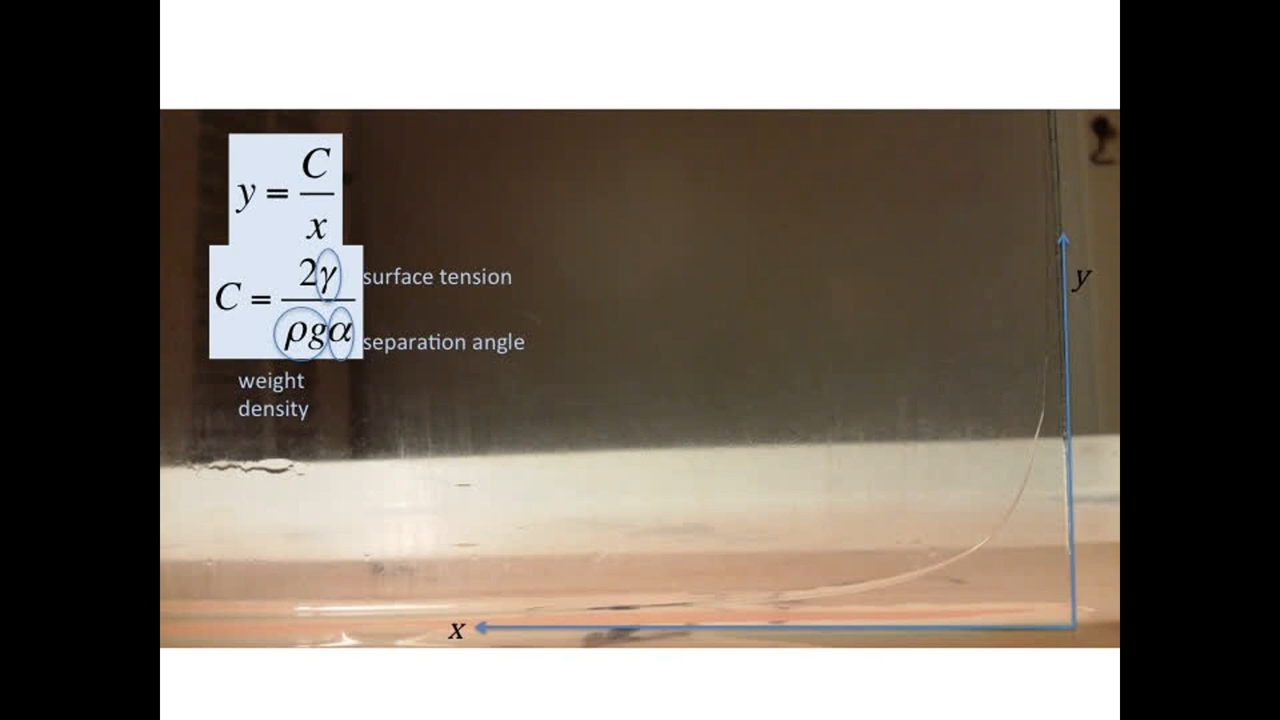 y = C/x
C = 2γ/ρgα
surface tension
separation angle
weight
density
y
x